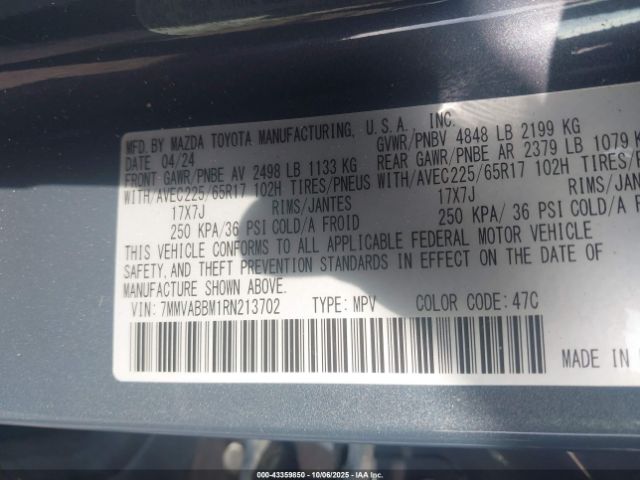 MFD. BY MAZDA TOYOTA MANUFACTURING, U.S.A. INC.
DATE 04/24 GVWR/PNBV 4848 LB 2199 KG
FRONT GAWR/PNBE AV 2498 LB 1133 KG REAR GAWR/PNBE AR 2379 LB 1079
WITH/AVEC225/65R17 102H TIRES/PNEUS WITH/AVEC225/65R17 102H TIRES/
17X7J RIMS/JANTES 17X7J RIMS/
250 KPA/36 PSI COLD/A FROID 250 KPA/ 36 PSI COLD/A
THIS VEHICLE CONFORMS TO ALL APPLICABLE FEDERAL MOTOR VEHICLE
SAFETY, AND THEFT PREVENTION STANDARDS IN EFFECT ON THE DATE OF
MANUFACTURE SHOWN ABOVE.
VIN: 7MMVABBM1RN213702 TYPE: MPV COLOR CODE: 47C
MADE IN
000-43359850 | 10/06/2025 | IAAI.CA